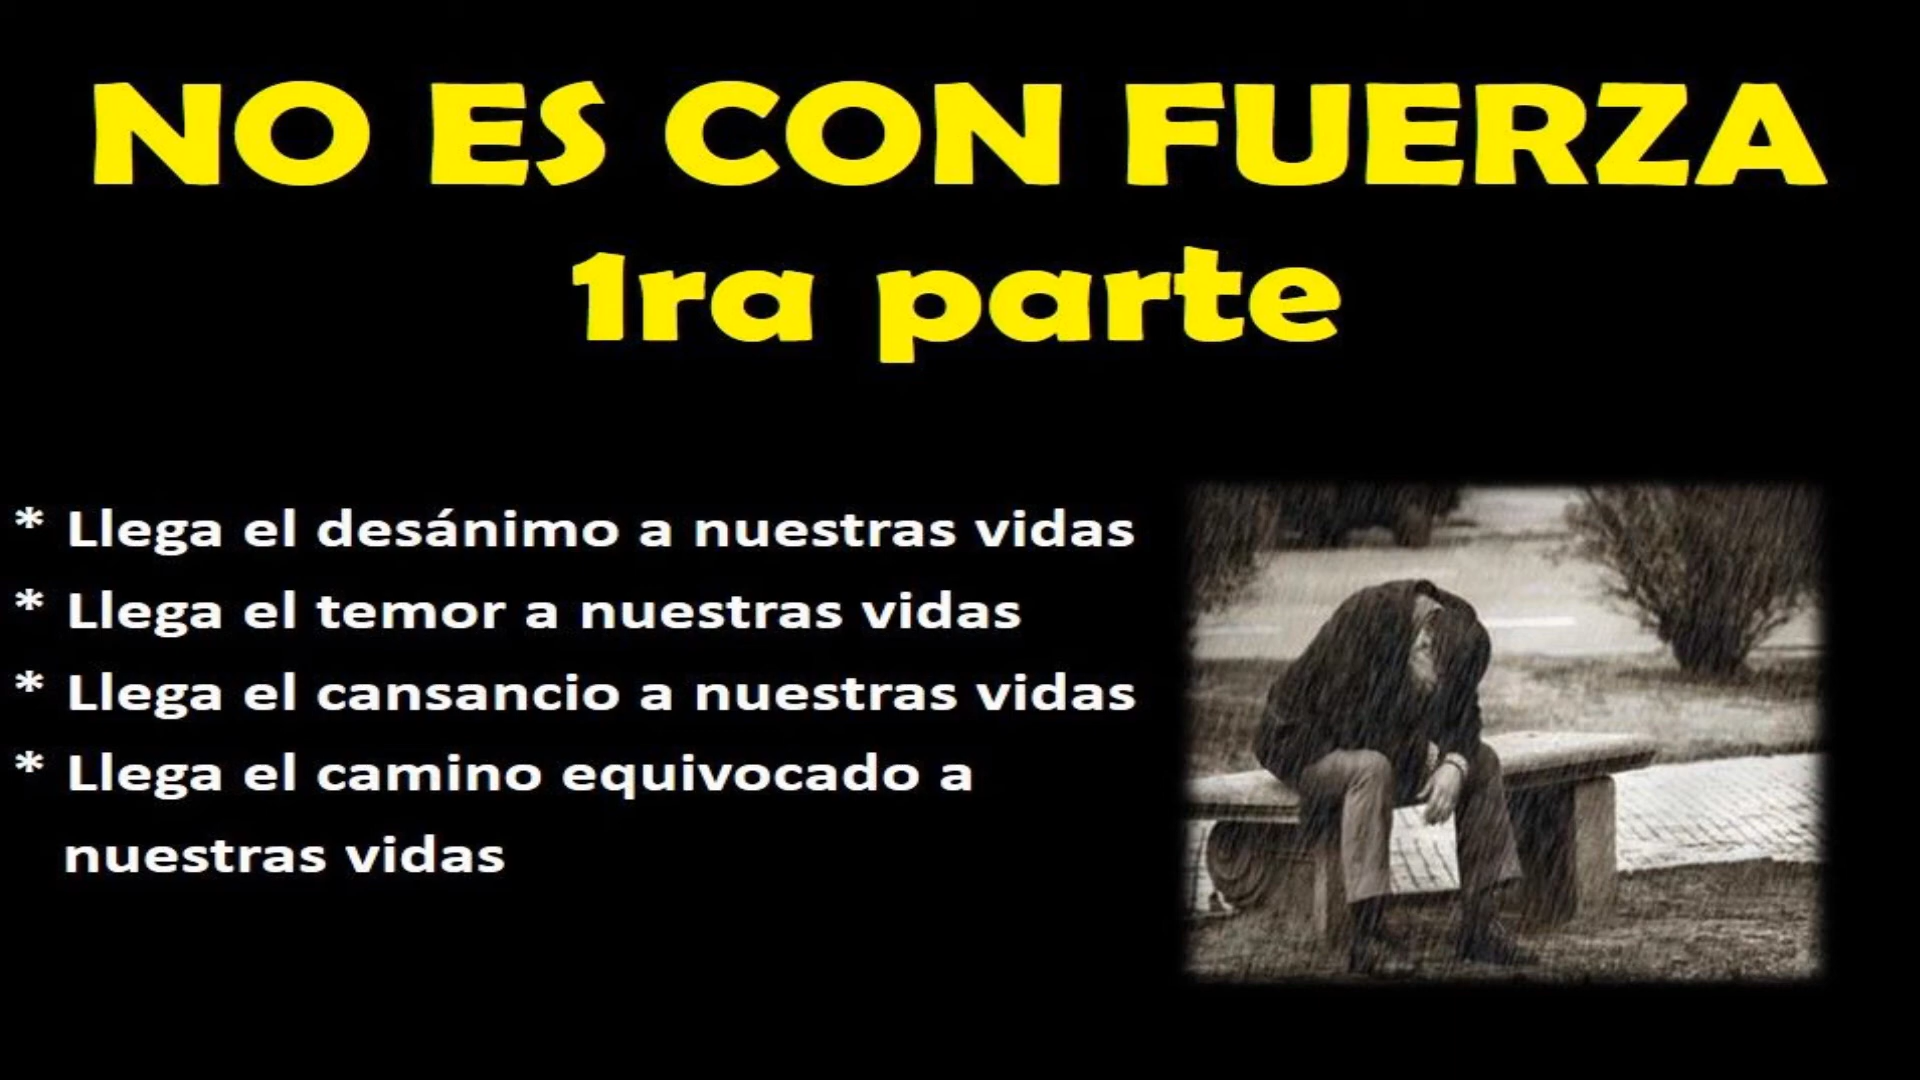 NO ES CON FUERZA
1ra parte
* Llega el desánimo a nuestras vidas
* Llega el temor a nuestras vidas
* Llega el cansancio a nuestras vidas
* Llega el camino equivocado a
nuestras vidas